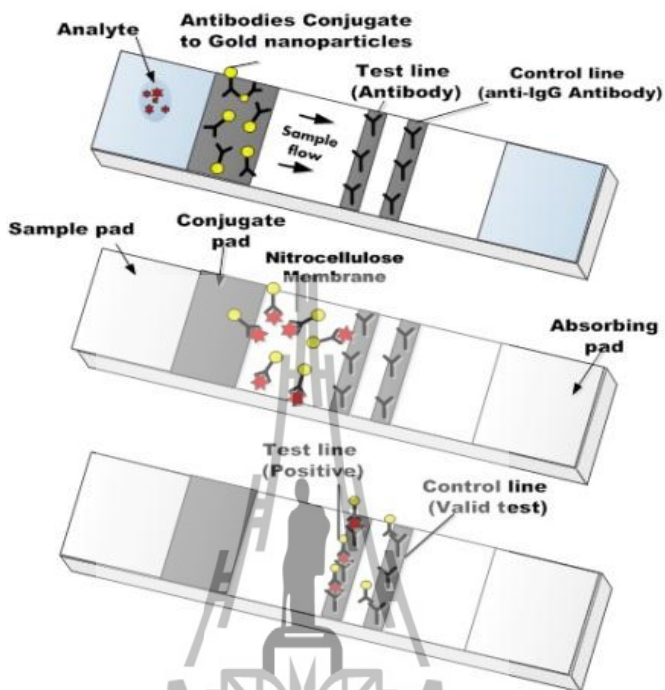 Analyte
Antibodies Conjugate
to Gold nanoparticles
Test line
(Antibody)
Control line
(anti-IgG Antibody)
Sample
flow
Sample pad
Conjugate
pad
Nitrocellulose
Membrane
Absorbing
pad
Test line
(Positive)
Control line
(Valid test)